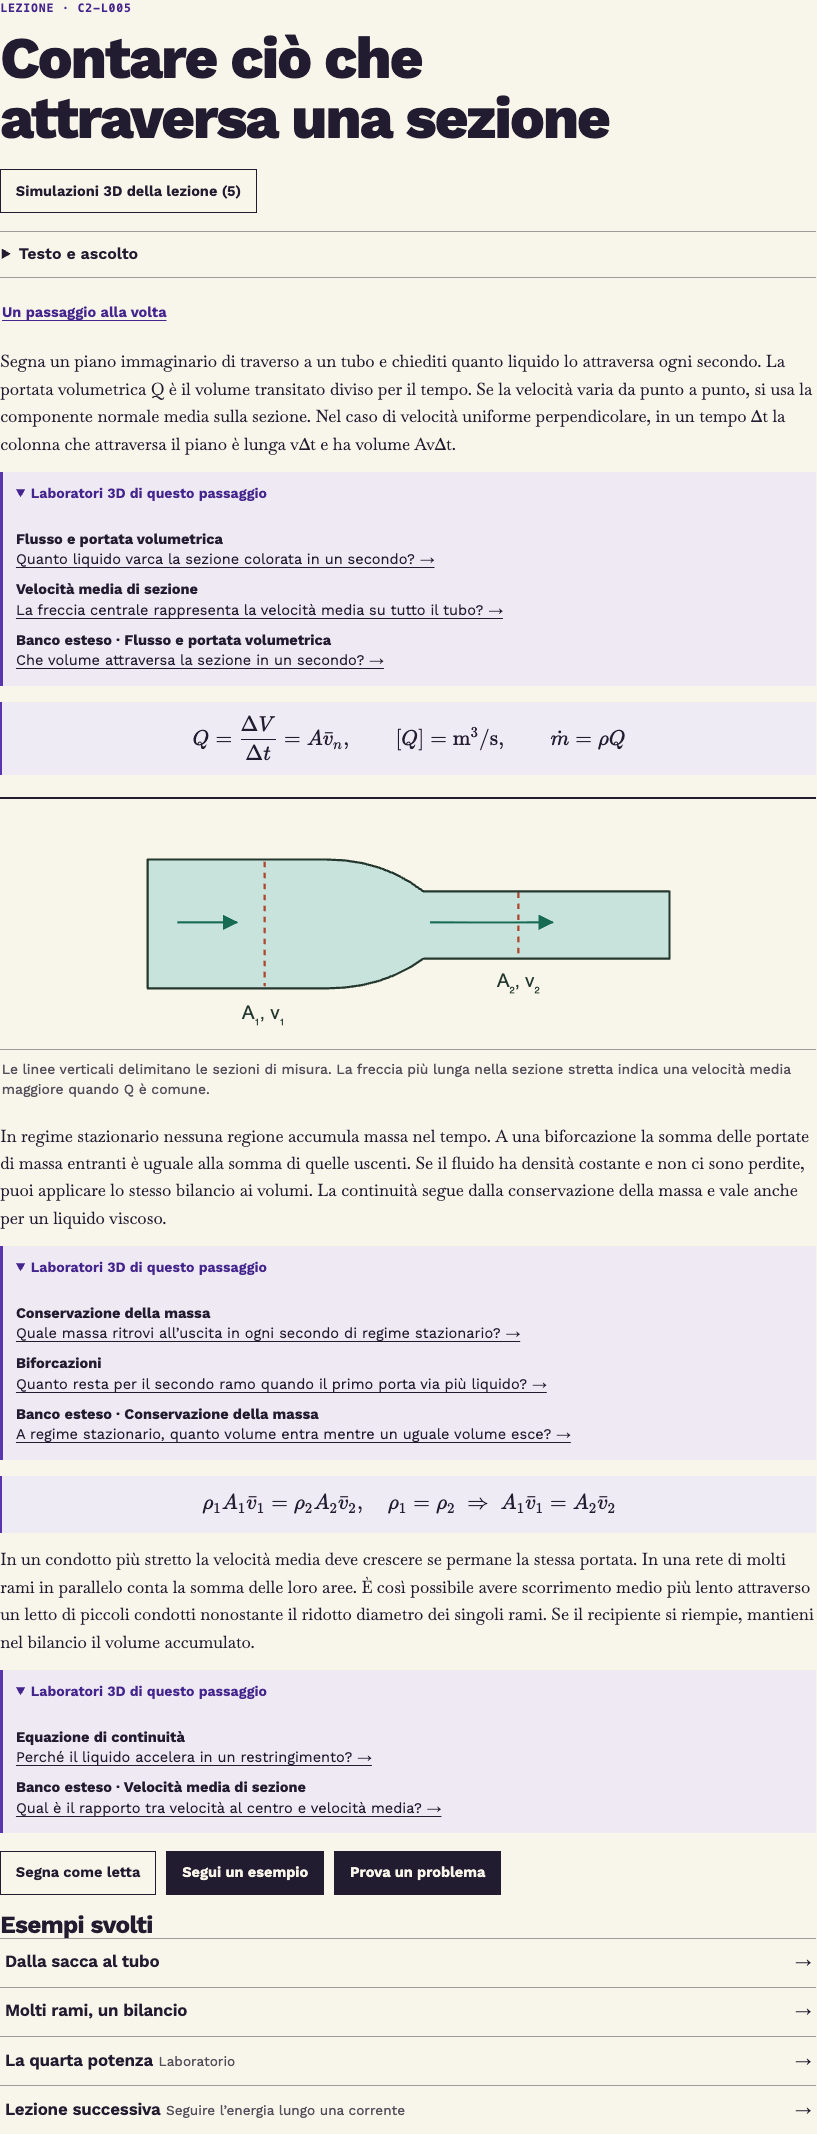 LEZIONE · C2–L005
Contare ciò che
attraversa una sezione
Simulazioni 3D della lezione (5)
▶ Testo e ascolto
Un passaggio alla volta
Segna un piano immaginario di traverso a un tubo e chiediti quanto liquido lo attraversa ogni secondo. La
portata volumetrica Q è il volume transitato diviso per il tempo. Se la velocità varia da punto a punto, si usa la
componente normale media sulla sezione. Nel caso di velocità uniforme perpendicolare, in un tempo Δt la
colonna che attraversa il piano è lunga vΔt e ha volume AvΔt.
▼ Laboratori 3D di questo passaggio
Flusso e portata volumetrica
Quanto liquido varca la sezione colorata in un secondo? →
Velocità media di sezione
La freccia centrale rappresenta la velocità media su tutto il tubo? →
Banco esteso · Flusso e portata volumetrica
Che volume attraversa la sezione in un secondo? →
Q = ΔV/Δt = Av̄ₙ, [Q] = m³/s, ṁ = ρQ
A₁, v₁
A₂, v₂
Le linee verticali delimitano le sezioni di misura. La freccia più lunga nella sezione stretta indica una velocità media
maggiore quando Q è comune.
In regime stazionario nessuna regione accumula massa nel tempo. A una biforcazione la somma delle portate
di massa entranti è uguale alla somma di quelle uscenti. Se il fluido ha densità costante e non ci sono perdite,
puoi applicare lo stesso bilancio ai volumi. La continuità segue dalla conservazione della massa e vale anche
per un liquido viscoso.
▼ Laboratori 3D di questo passaggio
Conservazione della massa
Quale massa ritrovi all’uscita in ogni secondo di regime stazionario? →
Biforcazioni
Quanto resta per il secondo ramo quando il primo porta via più liquido? →
Banco esteso · Conservazione della massa
A regime stazionario, quanto volume entra mentre un uguale volume esce? →
ρ₁A₁v̄₁ = ρ₂A₂v̄₂, ρ₁ = ρ₂ ⇒ A₁v̄₁ = A₂v̄₂
In un condotto più stretto la velocità media deve crescere se permane la stessa portata. In una rete di molti
rami in parallelo conta la somma delle loro aree. È così possibile avere scorrimento medio più lento attraverso
un letto di piccoli condotti nonostante il ridotto diametro dei singoli rami. Se il recipiente si riempie, mantieni
nel bilancio il volume accumulato.
▼ Laboratori 3D di questo passaggio
Equazione di continuità
Perché il liquido accelera in un restringimento? →
Banco esteso · Velocità media di sezione
Qual è il rapporto tra velocità al centro e velocità media? →
Segna come letta
Segui un esempio
Prova un problema
Esempi svolti
Dalla sacca al tubo →
Molti rami, un bilancio →
La quarta potenza Laboratorio →
Lezione successiva Seguire l’energia lungo una corrente →